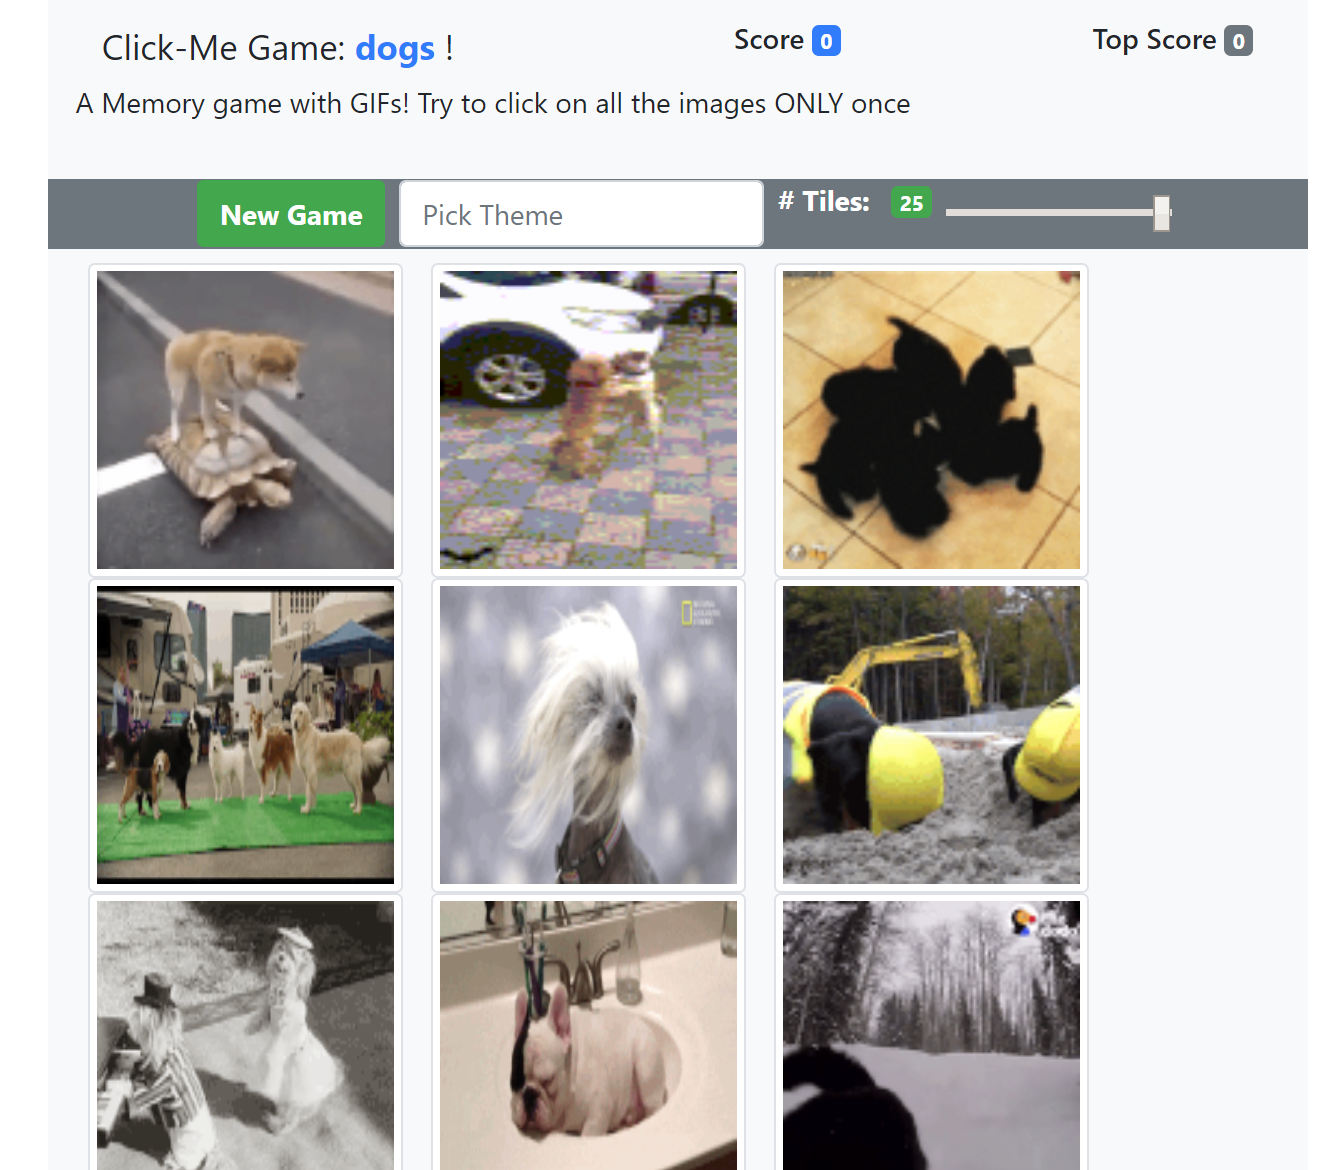 Click-Me Game: dogs !
Score 0
Top Score 0
A Memory game with GIFs! Try to click on all the images ONLY once
New Game
Pick Theme
# Tiles: 25